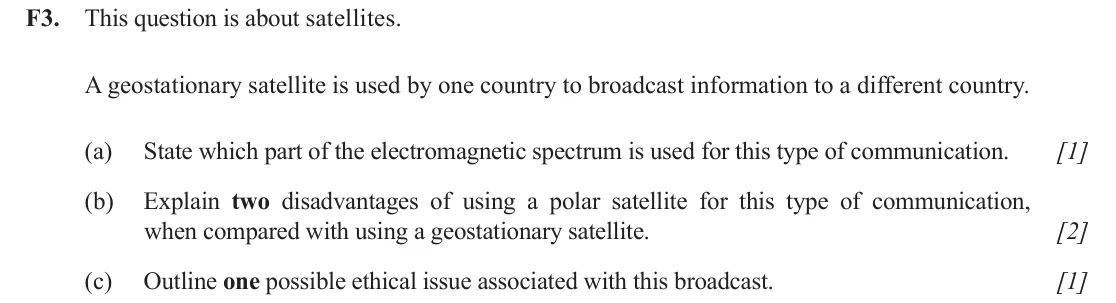 F3. This question is about satellites.
A geostationary satellite is used by one country to broadcast information to a different country.
(a) State which part of the electromagnetic spectrum is used for this type of communication. [1]
(b) Explain two disadvantages of using a polar satellite for this type of communication,
when compared with using a geostationary satellite. [2]
(c) Outline one possible ethical issue associated with this broadcast. [1]